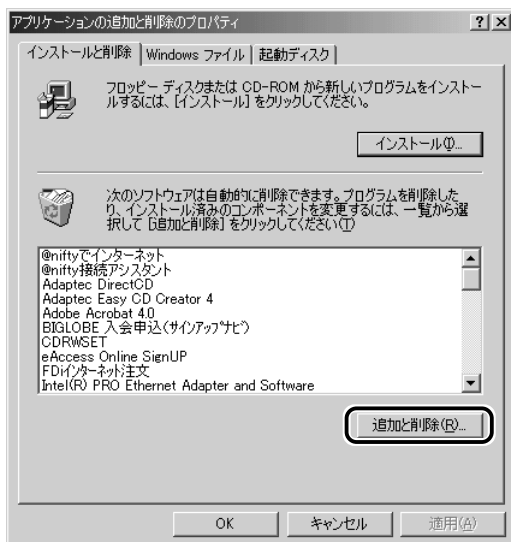 アプリケーションの追加と削除のプロパティ
インストールと削除 Windows ファイル 起動ディスク
フロッピー ディスクまたは CD-ROM から新しいプログラムをインストー
ルするには、[インストール] をクリックしてください。
インストール(I)...
次のソフトウェアは自動的に削除できます。プログラムを削除した
り、インストール済みのコンポーネントを変更するには、一覧から選
択して [追加と削除] をクリックしてください(T)
@niftyでインターネット
@nifty接続アシスタント
Adaptec DirectCD
Adaptec Easy CD Creator 4
Adobe Acrobat 4.0
BIGLOBE 入会申込(サインアップナビ)
CDRWSET
eAccess Online SignUP
FDiインターネット注文
Intel(R) PRO Ethernet Adapter and Software
追加と削除(R)...
OK キャンセル 適用(A)